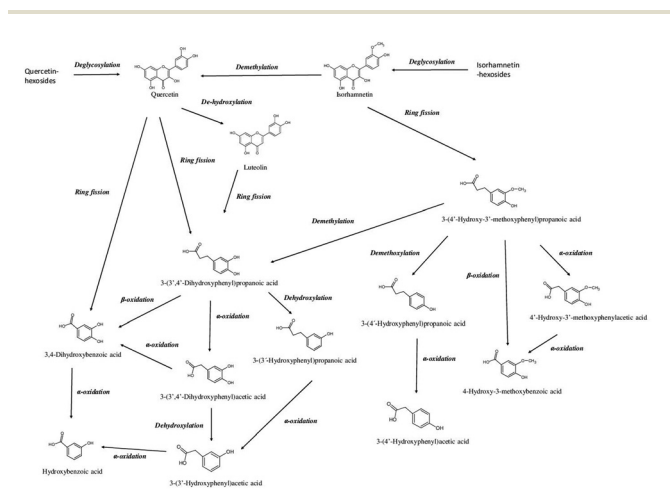 Quercetin-
hexosides
Deglycosylation
Quercetin
Demethylation
Isorhamnetin
Deglycosylation
Isorhamnetin
-hexosides
De-hydroxylation
Luteolin
Ring fission
Ring fission
Ring fission
Ring fission
3-(4'-Hydroxy-3'-methoxyphenyl)propanoic acid
Demethylation
3-(3',4'-Dihydroxyphenyl)propanoic acid
Demethoxylation
β-oxidation
α-oxidation
3-(4'-Hydroxyphenyl)propanoic acid
4'-Hydroxy-3'-methoxyphenylacetic acid
β-oxidation
α-oxidation
Dehydroxylation
3,4-Dihydroxybenzoic acid
3-(3'-Hydroxyphenyl)propanoic acid
α-oxidation
3-(3',4'-Dihydroxyphenyl)acetic acid
α-oxidation
α-oxidation
4-Hydroxy-3-methoxybenzoic acid
α-oxidation
Dehydroxylation
α-oxidation
3-(4'-Hydroxyphenyl)acetic acid
Hydroxybenzoic acid
α-oxidation
3-(3'-Hydroxyphenyl)acetic acid